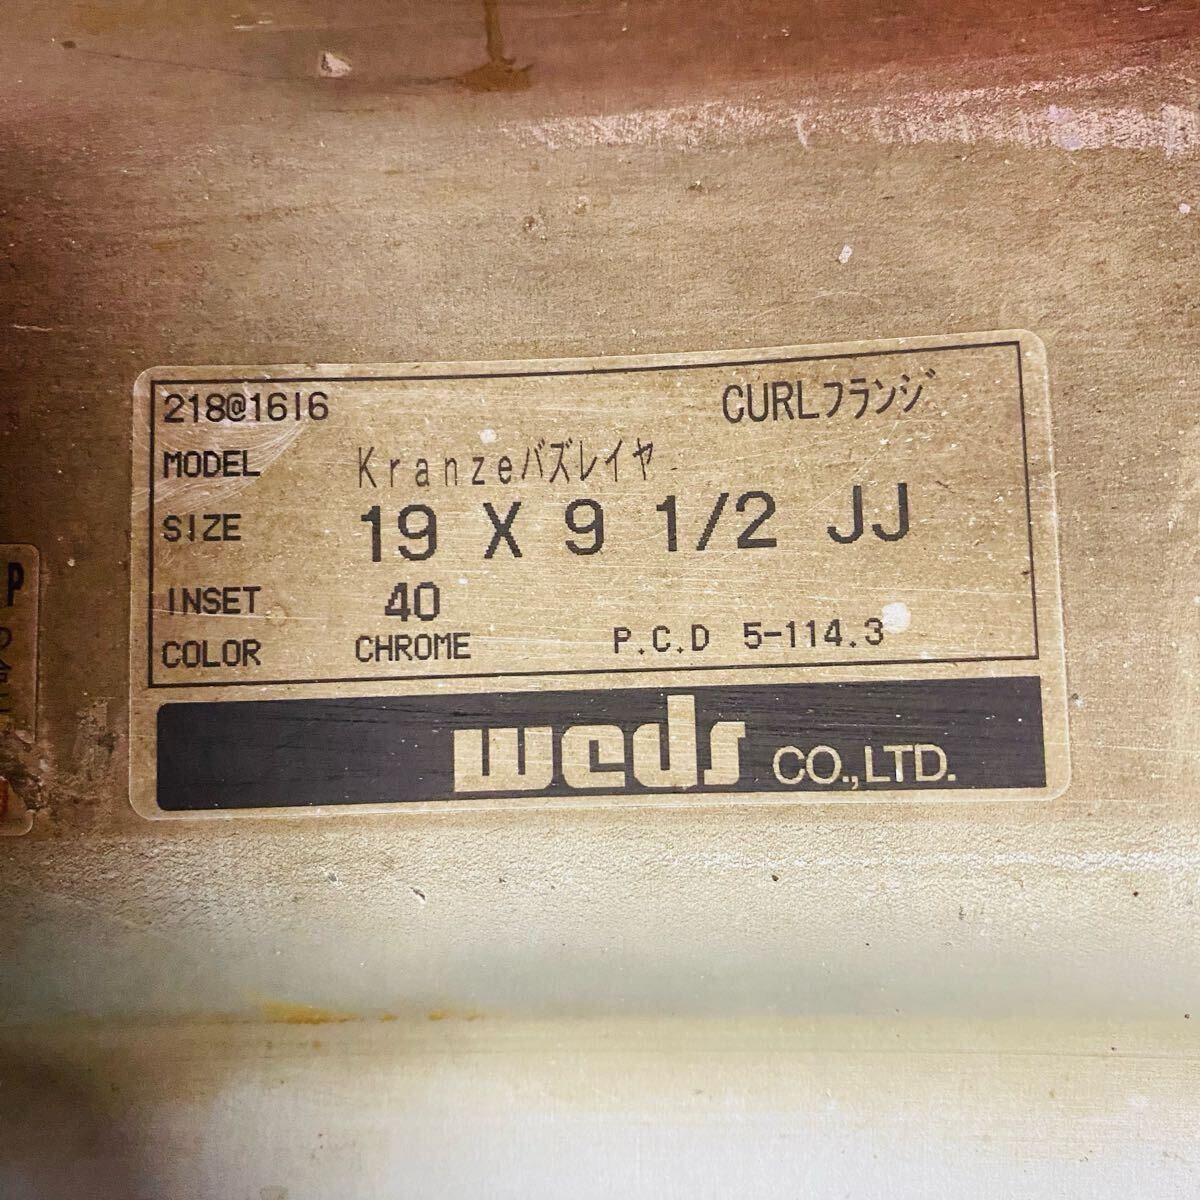 218@1616 CURLフランジ
MODEL Kranzeバズレイヤ
SIZE 19 X 9 1/2 JJ
INSET 40
COLOR CHROME P.C.D 5-114.3
weds CO.,LTD.
P